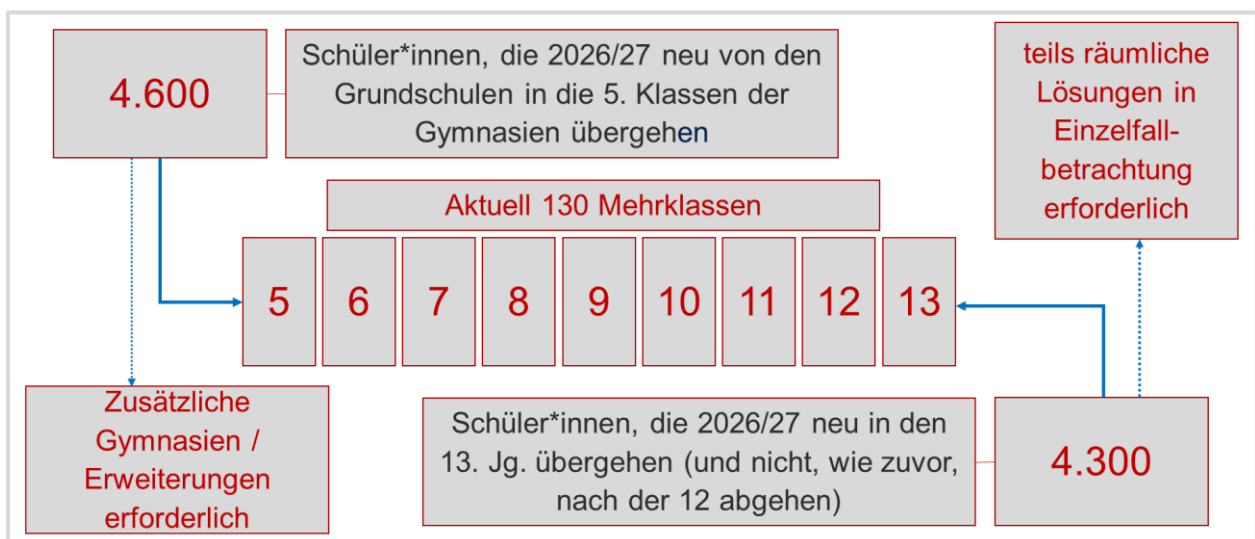 4.600
Schüler*innen, die 2026/27 neu von den
Grundschulen in die 5. Klassen der
Gymnasien übergehen
teils räumliche
Lösungen in
Einzelfall-
betrachtung
erforderlich
Aktuell 130 Mehrklassen
5 6 7 8 9 10 11 12 13
Zusätzliche
Gymnasien /
Erweiterungen
erforderlich
Schüler*innen, die 2026/27 neu in den
13. Jg. übergehen (und nicht, wie zuvor,
nach der 12 abgehen)
4.300